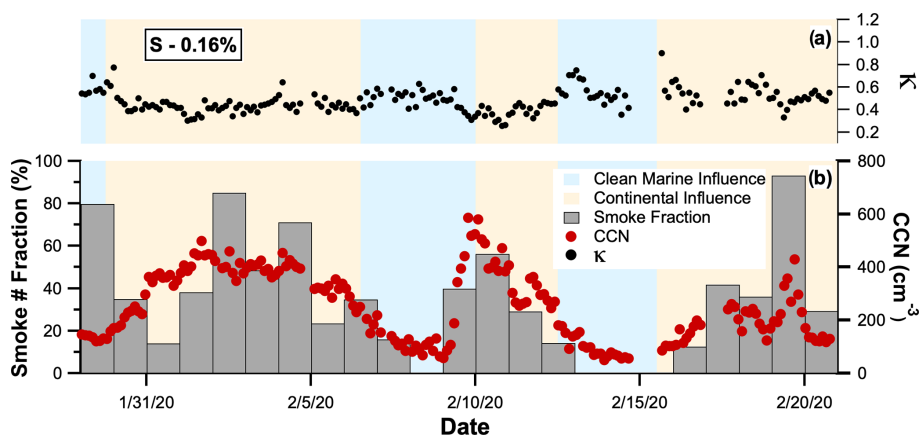 1.2
S - 0.16%
(a)
1.0
0.8
κ
0.6
0.4
0.2
100
(b)
800
Clean Marine Influence
80
Continental Influence
600
Smoke Fraction
60
CCN
κ
400
40
200
20
0
0
Smoke # Fraction (%)
CCN (cm⁻³)
1/31/20
2/5/20
2/10/20
2/15/20
2/20/20
Date